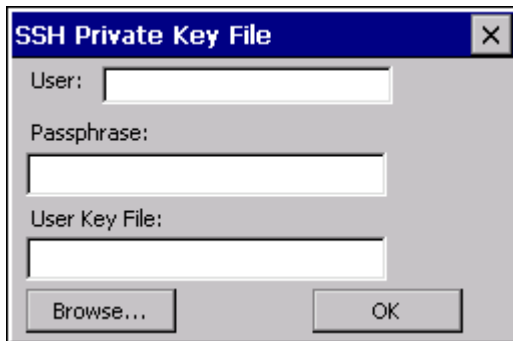 SSH Private Key File
User:
Passphrase:
User Key File:
Browse... OK